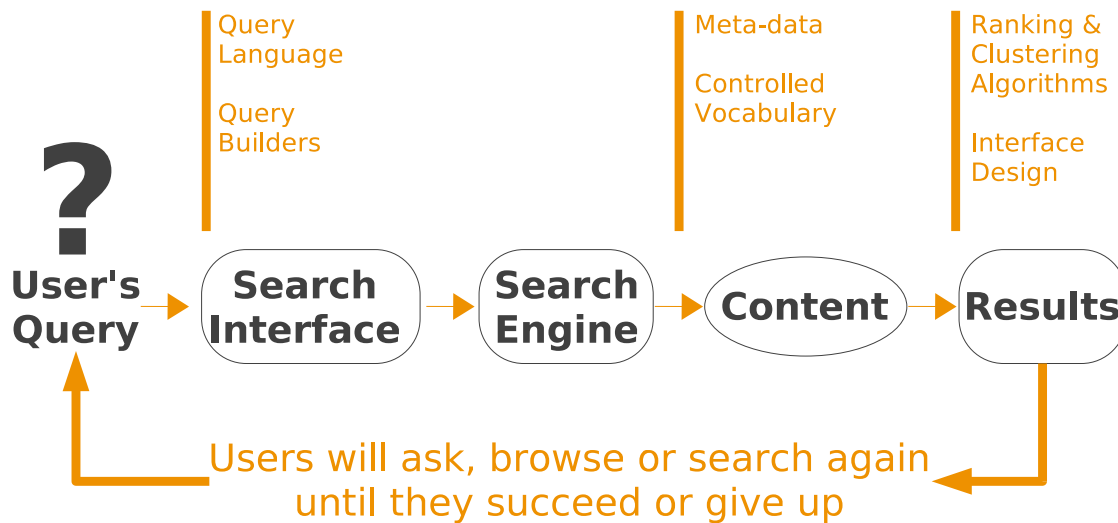 Query
Language
Query
Builders
Meta-data
Controlled
Vocabulary
Ranking &
Clustering
Algorithms
Interface
Design
?
User's
Query
Search
Interface
Search
Engine
Content
Results
Users will ask, browse or search again
until they succeed or give up